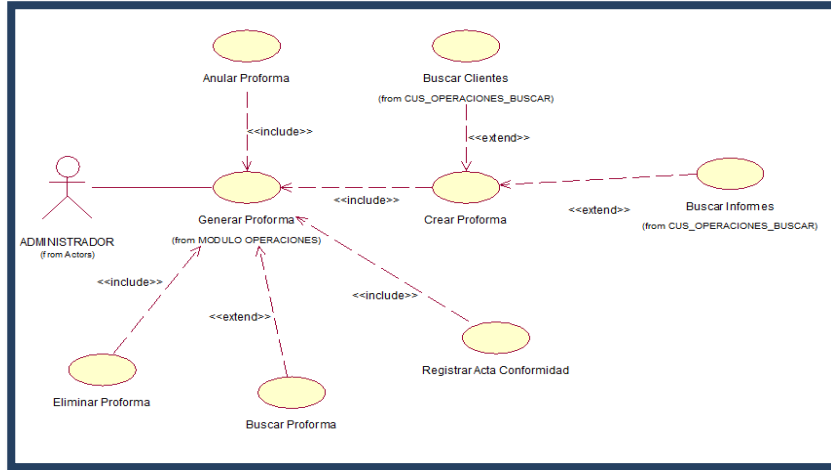 Anular Proforma
Buscar Clientes
(from CUS_OPERACIONES_BUSCAR)
<<include>>
<<extend>>
ADMINISTRADOR
(from Actors)
Generar Proforma
(from MODULO OPERACIONES)
<<include>>
Crear Proforma
<<extend>>
Buscar Informes
(from CUS_OPERACIONES_BUSCAR)
<<include>>
<<extend>>
<<include>>
Eliminar Proforma
Buscar Proforma
Registrar Acta Conformidad